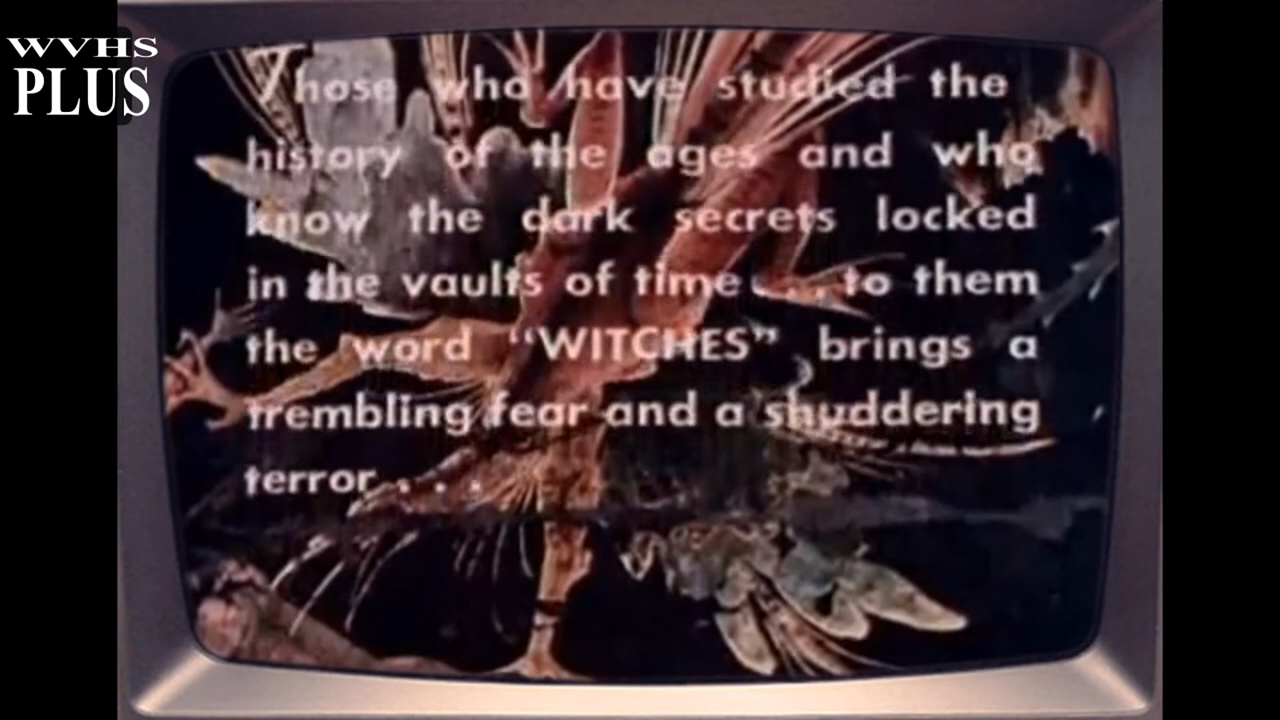 WVHS
PLUS
Those who have studied the
history of the ages and who
know the dark secrets locked
in the vaults of time . . . to them
the word “WITCHES” brings a
trembling fear and a shuddering
terror . . .